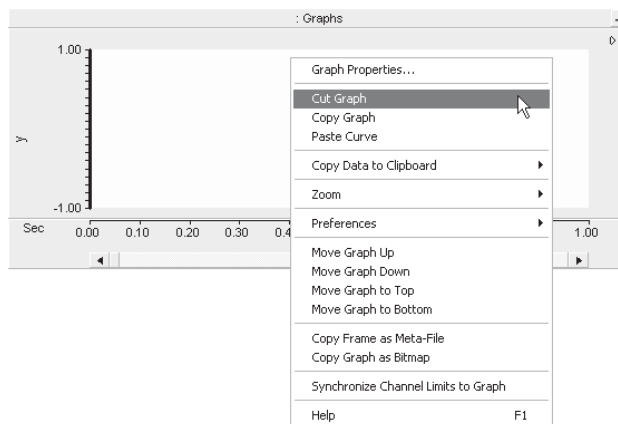 : Graphs
1.00
y
-1.00
Sec
0.00 0.10 0.20 0.30 0.4 1.00
Graph Properties...
Cut Graph
Copy Graph
Paste Curve
Copy Data to Clipboard
Zoom
Preferences
Move Graph Up
Move Graph Down
Move Graph to Top
Move Graph to Bottom
Copy Frame as Meta-File
Copy Graph as Bitmap
Synchronize Channel Limits to Graph
Help F1